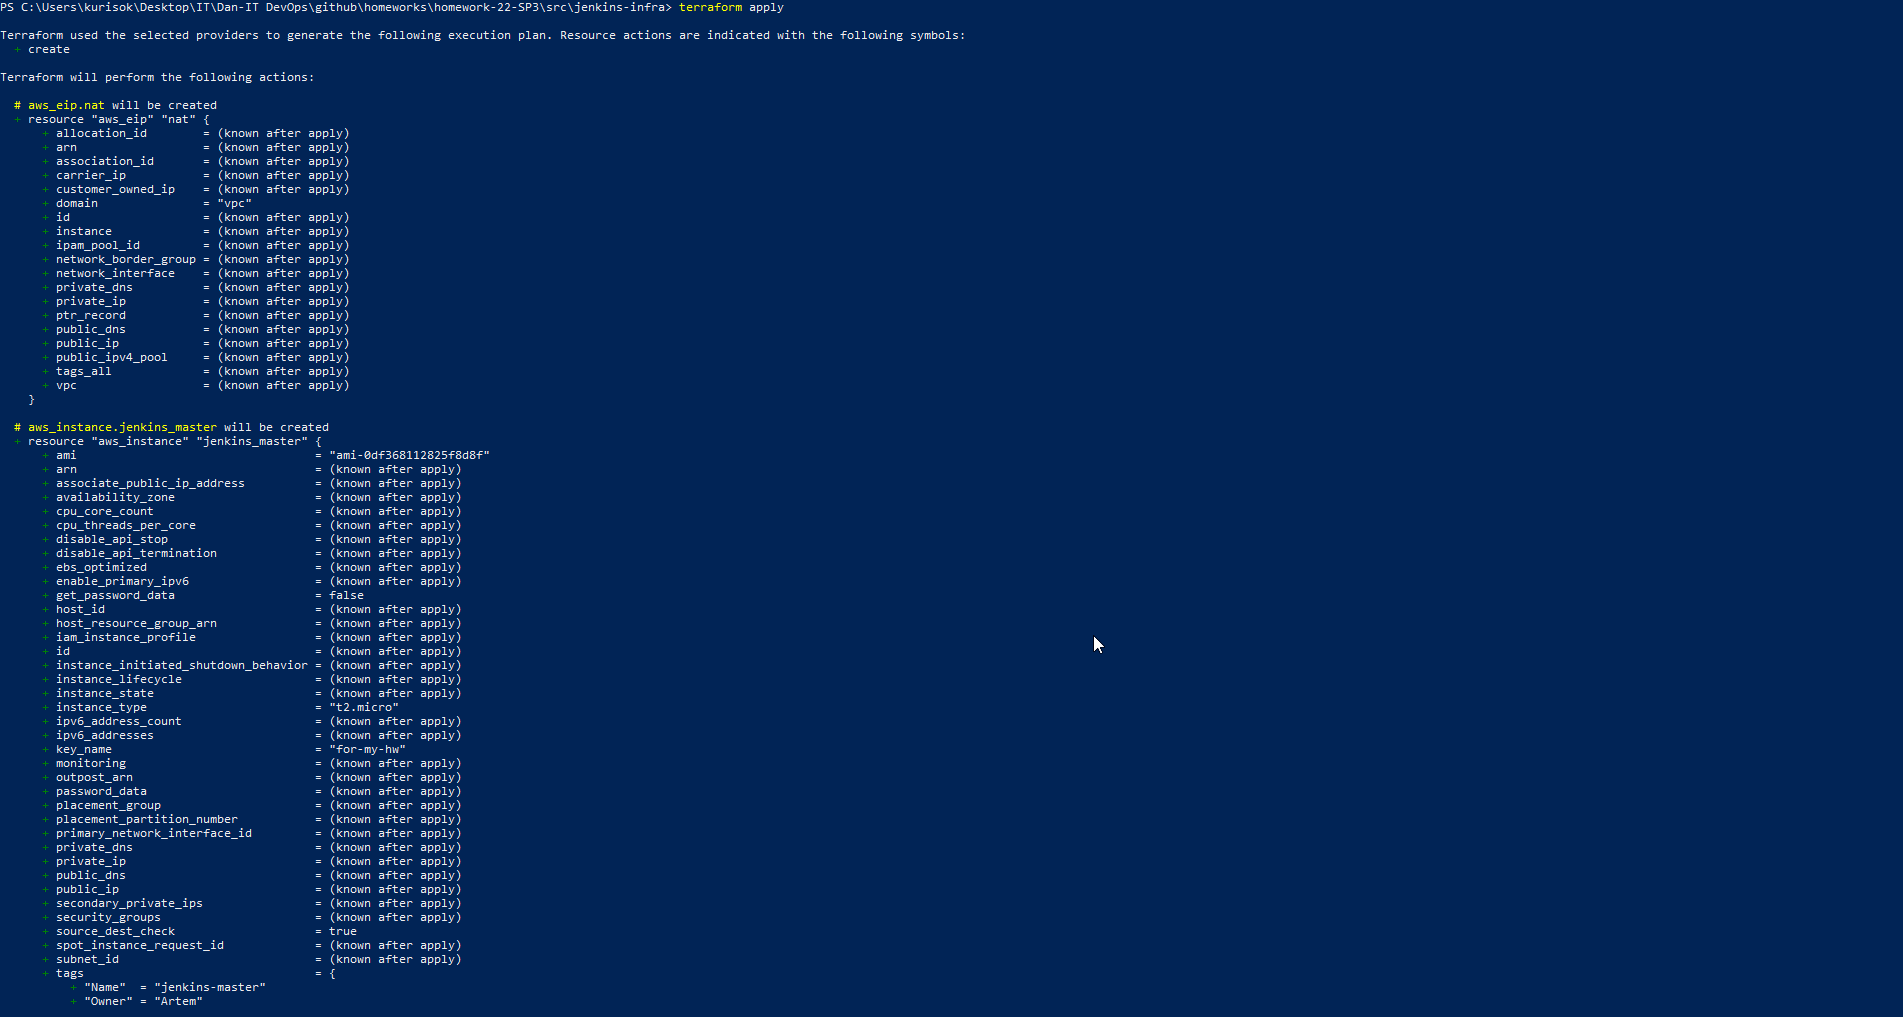 PS C:\Users\kurisok\Desktop\IT\Dan-IT DevOps\github\homeworks\homework-22-SP3\src\jenkins-infra> terraform apply
Terraform used the selected providers to generate the following execution plan. Resource actions are indicated with the following symbols:
+ create
Terraform will perform the following actions:
# aws_eip.nat will be created
+ resource "aws_eip" "nat" {
+ allocation_id = (known after apply)
+ arn = (known after apply)
+ association_id = (known after apply)
+ carrier_ip = (known after apply)
+ customer_owned_ip = (known after apply)
+ domain = "vpc"
+ id = (known after apply)
+ instance = (known after apply)
+ ipam_pool_id = (known after apply)
+ network_border_group = (known after apply)
+ network_interface = (known after apply)
+ private_dns = (known after apply)
+ private_ip = (known after apply)
+ ptr_record = (known after apply)
+ public_dns = (known after apply)
+ public_ip = (known after apply)
+ public_ipv4_pool = (known after apply)
+ tags_all = (known after apply)
+ vpc = (known after apply)
}
# aws_instance.jenkins_master will be created
+ resource "aws_instance" "jenkins_master" {
+ ami = "ami-0df368112825f8d8f"
+ arn = (known after apply)
+ associate_public_ip_address = (known after apply)
+ availability_zone = (known after apply)
+ cpu_core_count = (known after apply)
+ cpu_threads_per_core = (known after apply)
+ disable_api_stop = (known after apply)
+ disable_api_termination = (known after apply)
+ ebs_optimized = (known after apply)
+ enable_primary_ipv6 = (known after apply)
+ get_password_data = false
+ host_id = (known after apply)
+ host_resource_group_arn = (known after apply)
+ iam_instance_profile = (known after apply)
+ id = (known after apply)
+ instance_initiated_shutdown_behavior = (known after apply)
+ instance_lifecycle = (known after apply)
+ instance_state = (known after apply)
+ instance_type = "t2.micro"
+ ipv6_address_count = (known after apply)
+ ipv6_addresses = (known after apply)
+ key_name = "for-my-hw"
+ monitoring = (known after apply)
+ outpost_arn = (known after apply)
+ password_data = (known after apply)
+ placement_group = (known after apply)
+ placement_partition_number = (known after apply)
+ primary_network_interface_id = (known after apply)
+ private_dns = (known after apply)
+ private_ip = (known after apply)
+ public_dns = (known after apply)
+ public_ip = (known after apply)
+ secondary_private_ips = (known after apply)
+ security_groups = (known after apply)
+ source_dest_check = true
+ spot_instance_request_id = (known after apply)
+ subnet_id = (known after apply)
+ tags = {
+ "Name" = "jenkins-master"
+ "Owner" = "Artem"